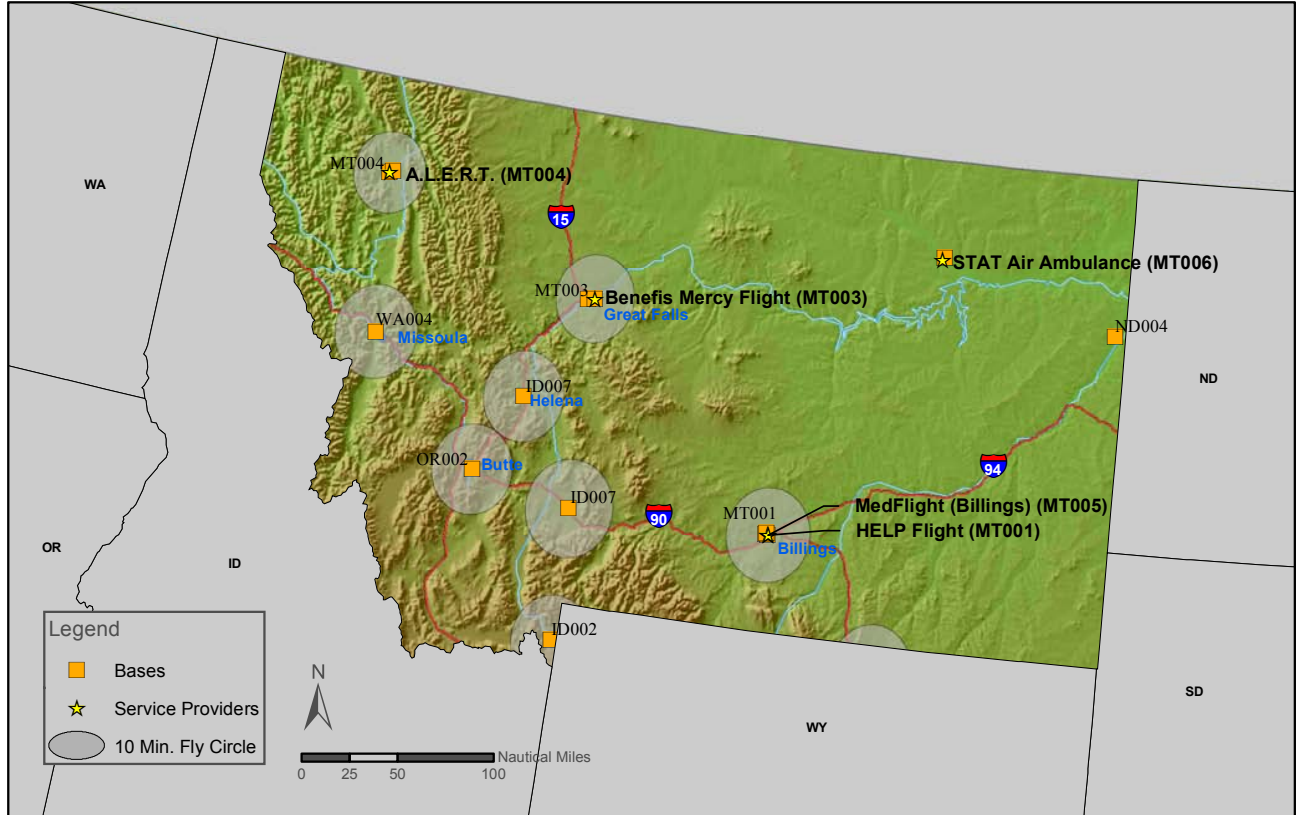 MT004
A.L.E.R.T. (MT004)
WA
15
STAT Air Ambulance (MT006)
MT003
Benefis Mercy Flight (MT003)
Great Falls
WA004
Missoula
ND004
ND
ID007
Helena
OR002
Butte
94
ID007
90
MT001
MedFlight (Billings) (MT005)
HELP Flight (MT001)
Billings
OR
ID
ID002
Legend
Bases
Service Providers
10 Min. Fly Circle
N
Nautical Miles
0 25 50 100
WY
SD